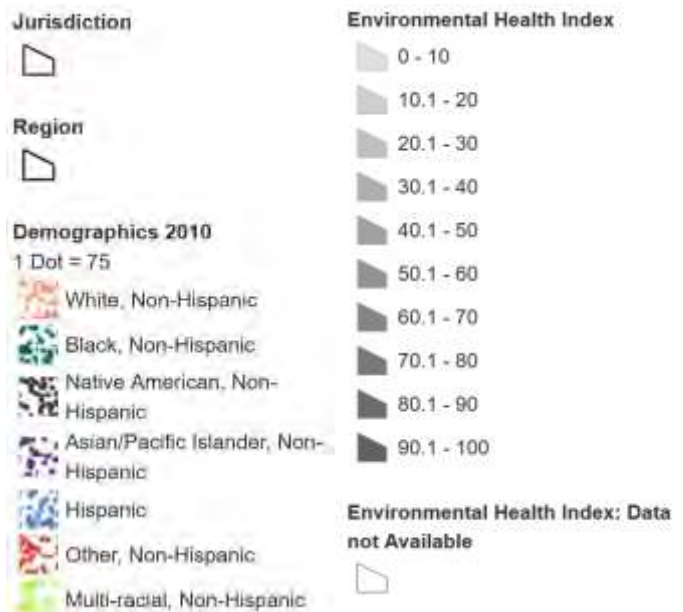 Jurisdiction
Region
Demographics 2010
1 Dot = 75
White, Non-Hispanic
Black, Non-Hispanic
Native American, Non-
Hispanic
Asian/Pacific Islander, Non-
Hispanic
Hispanic
Other, Non-Hispanic
Multi-racial, Non-Hispanic
Environmental Health Index
0 - 10
10.1 - 20
20.1 - 30
30.1 - 40
40.1 - 50
50.1 - 60
60.1 - 70
70.1 - 80
80.1 - 90
90.1 - 100
Environmental Health Index: Data
not Available